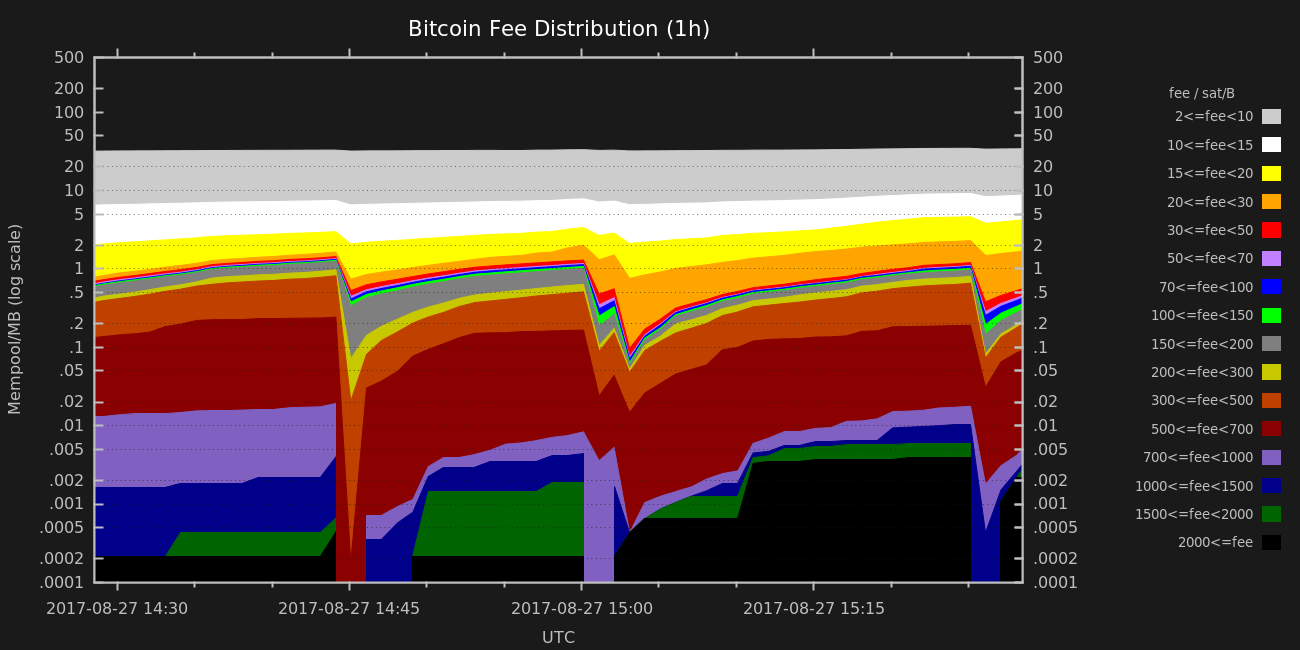 Bitcoin Fee Distribution (1h)
500 500
200 200
100 100
50 50
20 20
10 10
5 5
2 2
1 1
.5 .5
.2 .2
.1 .1
.05 .05
.02 .02
.01 .01
.005 .005
.002 .002
.001 .001
.0005 .0005
.0002 .0002
.0001 .0001
Mempool/MB (log scale)
2017-08-27 14:30 2017-08-27 14:45 2017-08-27 15:00 2017-08-27 15:15
UTC
fee / sat/B
2<=fee<10
10<=fee<15
15<=fee<20
20<=fee<30
30<=fee<50
50<=fee<70
70<=fee<100
100<=fee<150
150<=fee<200
200<=fee<300
300<=fee<500
500<=fee<700
700<=fee<1000
1000<=fee<1500
1500<=fee<2000
2000<=fee